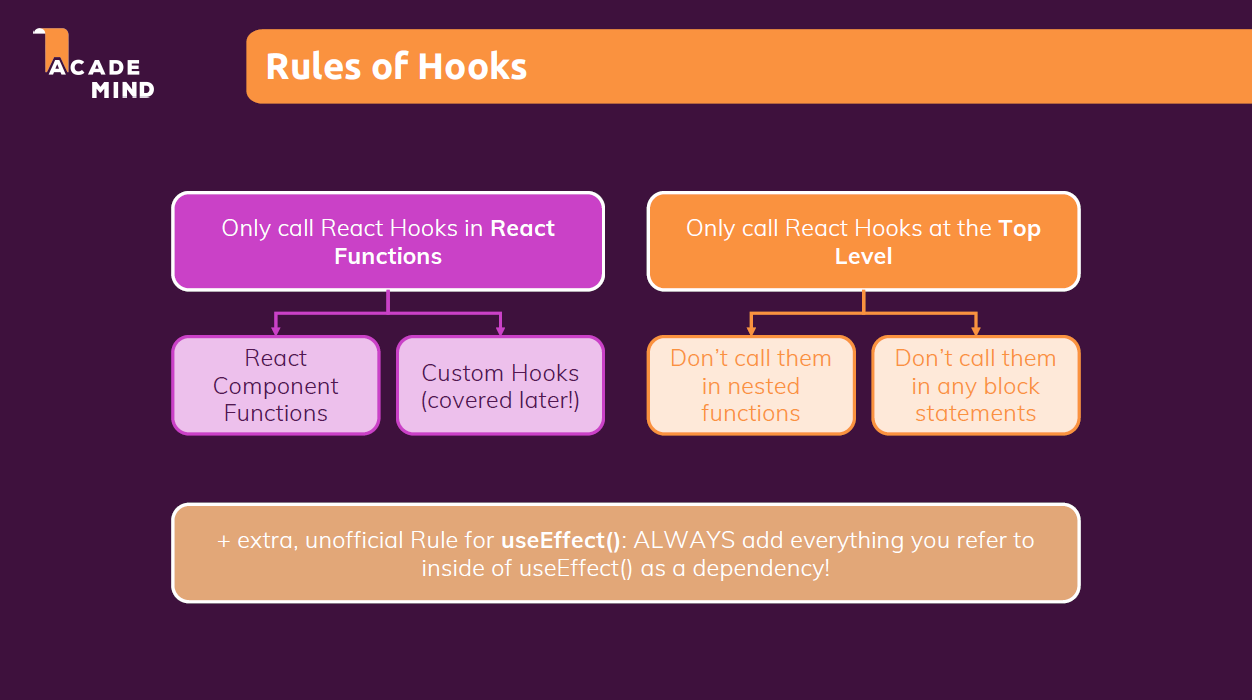 ACADE
MIND
Rules of Hooks
Only call React Hooks in React
Functions
Only call React Hooks at the Top
Level
React
Component
Functions
Custom Hooks
(covered later!)
Don’t call them
in nested
functions
Don’t call them
in any block
statements
+ extra, unofficial Rule for useEffect(): ALWAYS add everything you refer to
inside of useEffect() as a dependency!